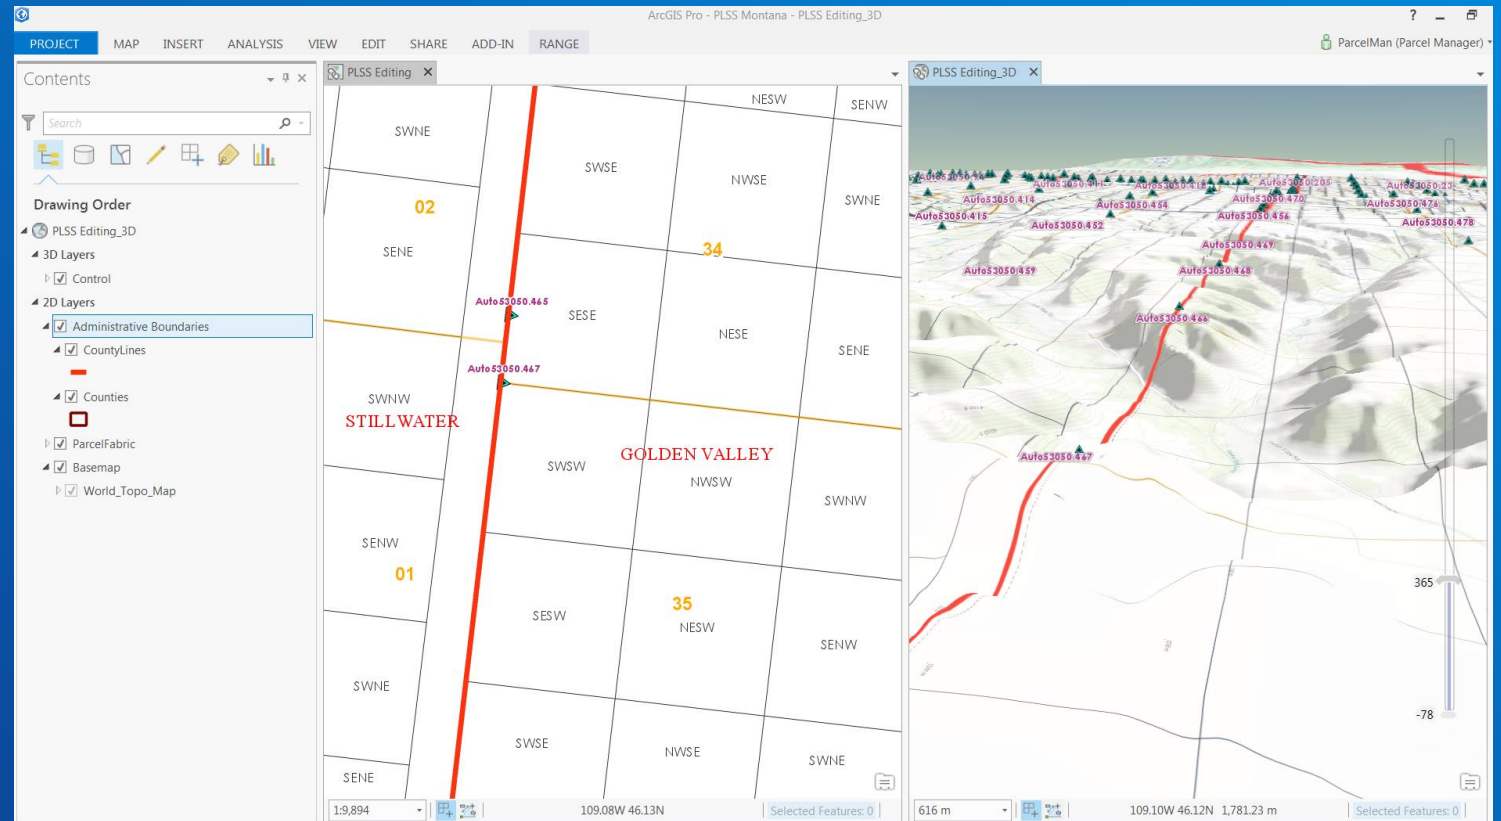 ArcGIS Pro - PLSS Montana - PLSS Editing_3D
?
PROJECT MAP INSERT ANALYSIS VIEW EDIT SHARE ADD-IN RANGE
ParcelMan (Parcel Manager)
Contents
Search
Drawing Order
PLSS Editing_3D
3D Layers
Control
2D Layers
Administrative Boundaries
CountyLines
Counties
ParcelFabric
Basemap
World_Topo_Map
PLSS Editing
NESW
SENW
SWNE
SWSE
NWSE
SWNE
02
34
SENE
Auto53050.465
SESE
NESE
SENE
Auto53050.467
SWNW
STILLWATER
GOLDEN VALLEY
SWSW
NWSW
SWNW
SENW
01
35
SESW
NESW
SENW
SWNE
SWSE
NWSE
SWNE
SENE
1:9,894
109.08W 46.13N
Selected Features: 0
PLSS Editing_3D
Auto53050.205
Auto53050.414
Auto53050.454
Auto53050.470
Auto53050.476
Auto53050.415
Auto53050.452
Auto53050.456
Auto53050.478
Auto53050.469
Auto53050.459
Auto53050.468
Auto53050.466
Auto53050.467
365
-78
616 m
109.10W 46.12N 1,781.23 m
Selected Features: 0